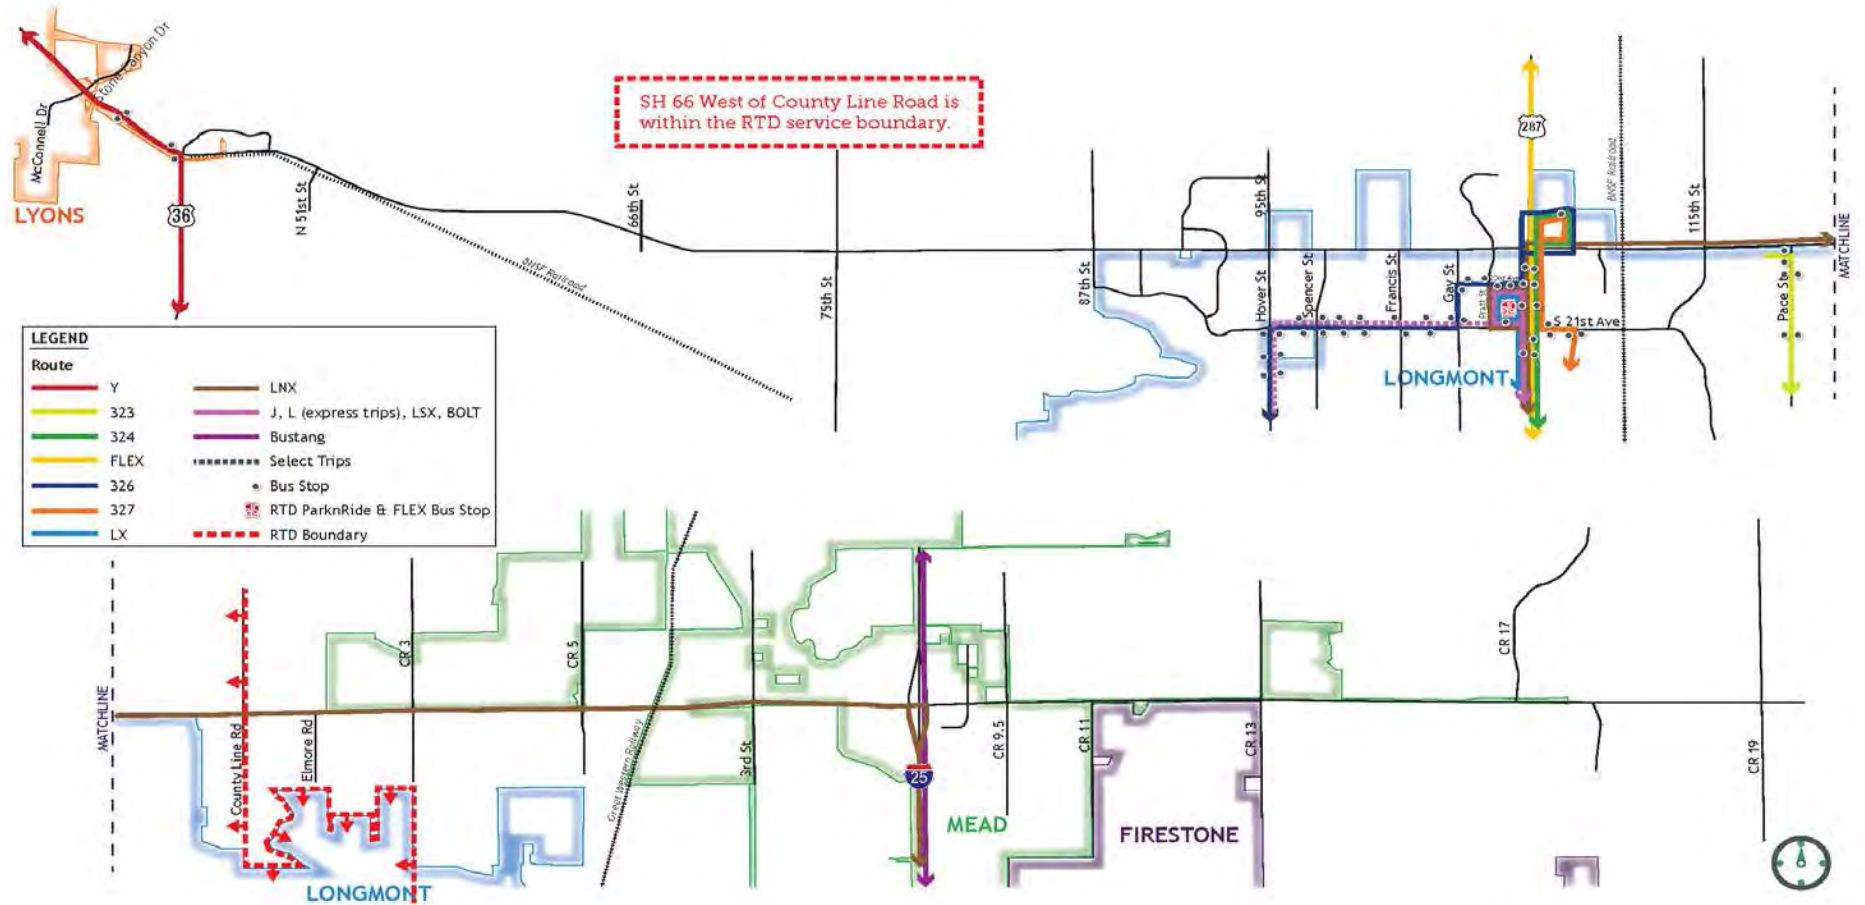 Stone Canyon Dr
McConnell Dr
LYONS
36
N 51st St
BNSF Railroad
66th St
SH 66 West of County Line Road is
within the RTD service boundary.
75th St
87th St
95th St
Hover St
Spencer St
Francis St
Gay St
Pratt St
287
BNSF Railroad
S 21st Ave
LONGMONT
115th St
Pace St
MATCHLINE
LEGEND
Route
Y
323
324
FLEX
326
327
LX
LNX
J, L (express trips), LSX, BOLT
Bustang
Select Trips
Bus Stop
RTD ParknRide & FLEX Bus Stop
RTD Boundary
MATCHLINE
County Line Rd
Elmore Rd
CR 3
CR 5
Great Western Railway
3rd St
25
CR 9.5
CR 11
CR 13
CR 17
CR 19
MEAD
FIRESTONE
LONGMONT